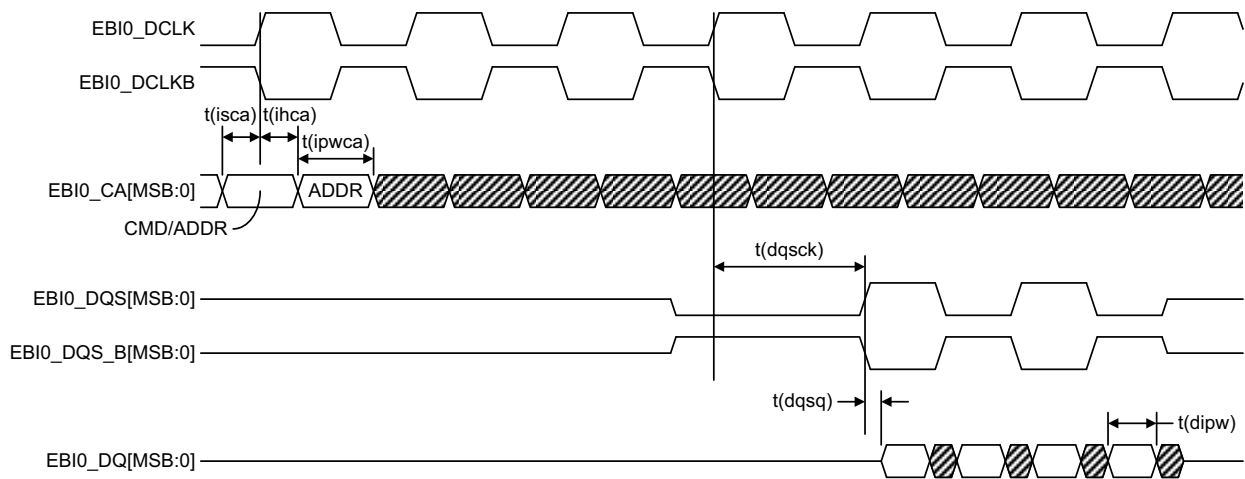 EBI0_DCLK
EBI0_DCLKB
t(isca)
t(ihca)
t(ipwca)
EBI0_CA[MSB:0]
ADDR
CMD/ADDR
t(dqsck)
EBI0_DQS[MSB:0]
EBI0_DQS_B[MSB:0]
t(dqsq)
t(dipw)
EBI0_DQ[MSB:0]